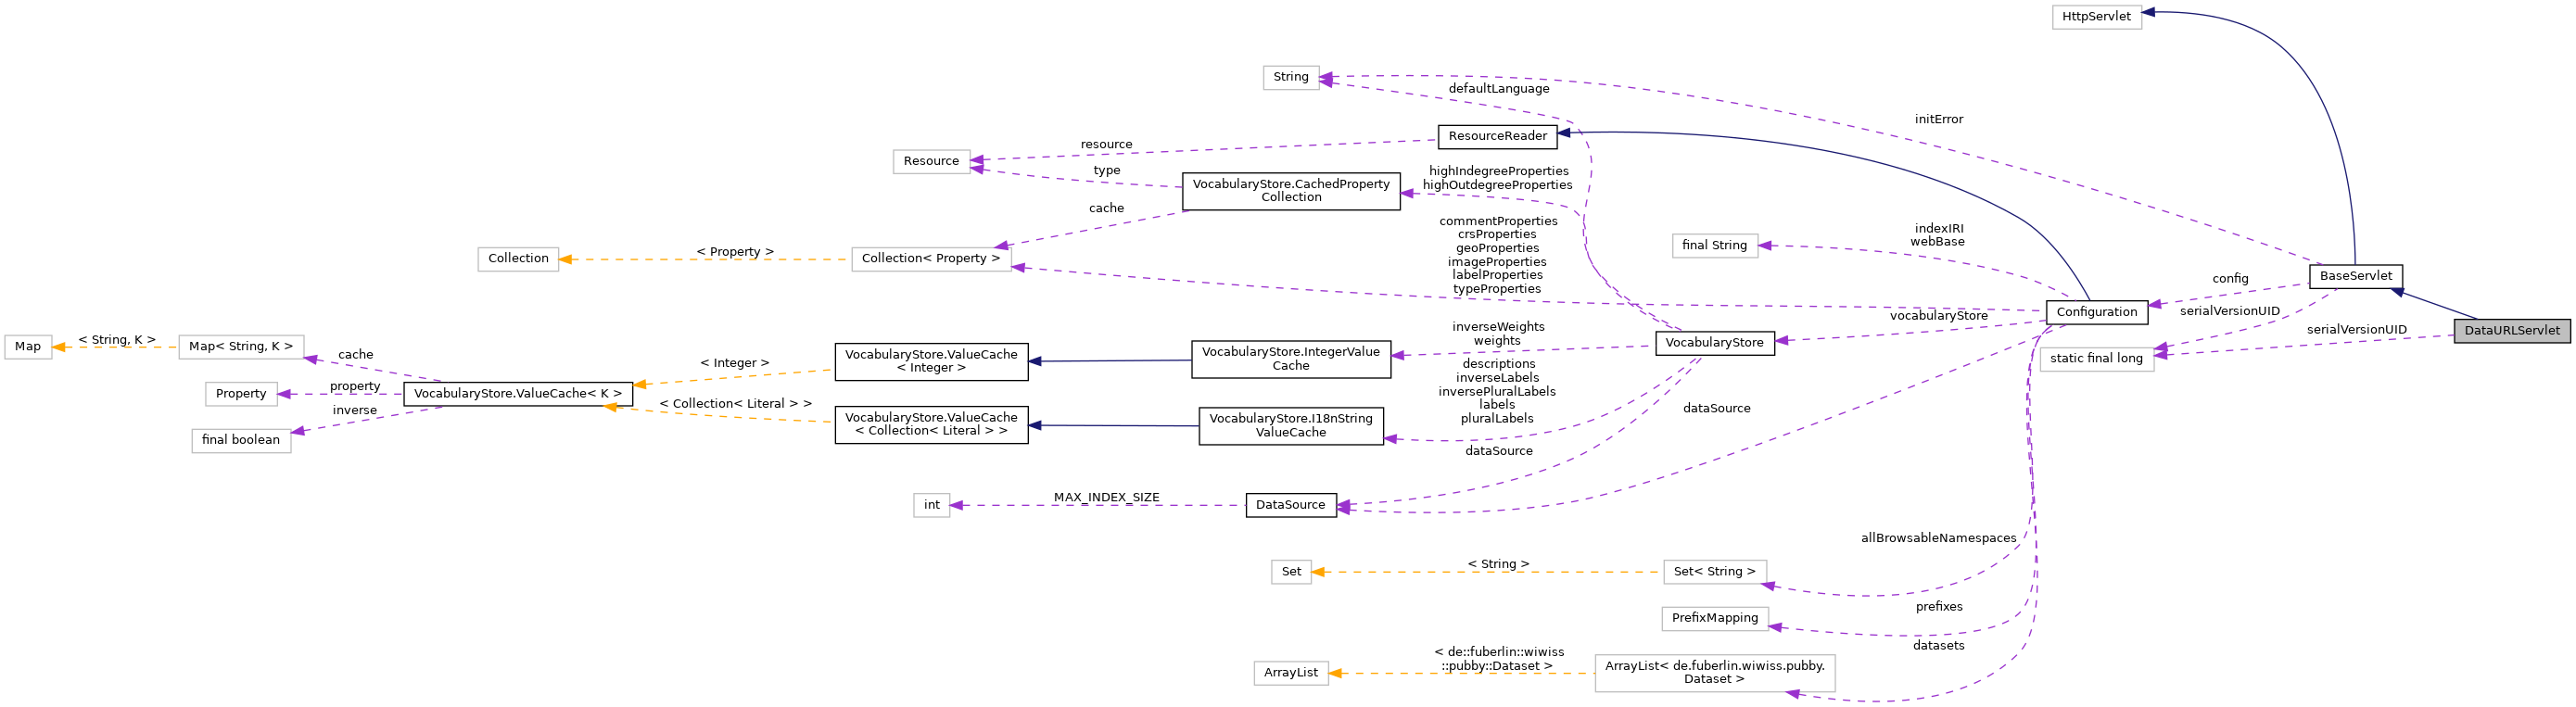 HttpServlet
String
defaultLanguage
initError
ResourceReader
resource
Resource
type
VocabularyStore.CachedProperty
Collection
highIndegreeProperties
highOutdegreeProperties
cache
commentProperties
crsProperties
geoProperties
imageProperties
labelProperties
typeProperties
final String
indexIRI
webBase
Collection
< Property >
Collection< Property >
BaseServlet
config
Configuration
serialVersionUID
vocabularyStore
serialVersionUID
DataURLServlet
static final long
VocabularyStore
inverseWeights
weights
Map
< String, K >
Map< String, K >
cache
property
Property
inverse
final boolean
VocabularyStore.ValueCache< K >
< Integer >
< Collection< Literal > >
VocabularyStore.ValueCache
< Integer >
VocabularyStore.ValueCache
< Collection< Literal > >
VocabularyStore.IntegerValue
Cache
VocabularyStore.I18nString
ValueCache
descriptions
inverseLabels
inversePluralLabels
labels
pluralLabels
dataSource
dataSource
int
MAX_INDEX_SIZE
DataSource
allBrowsableNamespaces
Set
< String >
Set< String >
prefixes
PrefixMapping
datasets
ArrayList
< de::fuberlin::wiwiss
::pubby::Dataset >
ArrayList< de.fuberlin.wiwiss.pubby.
Dataset >